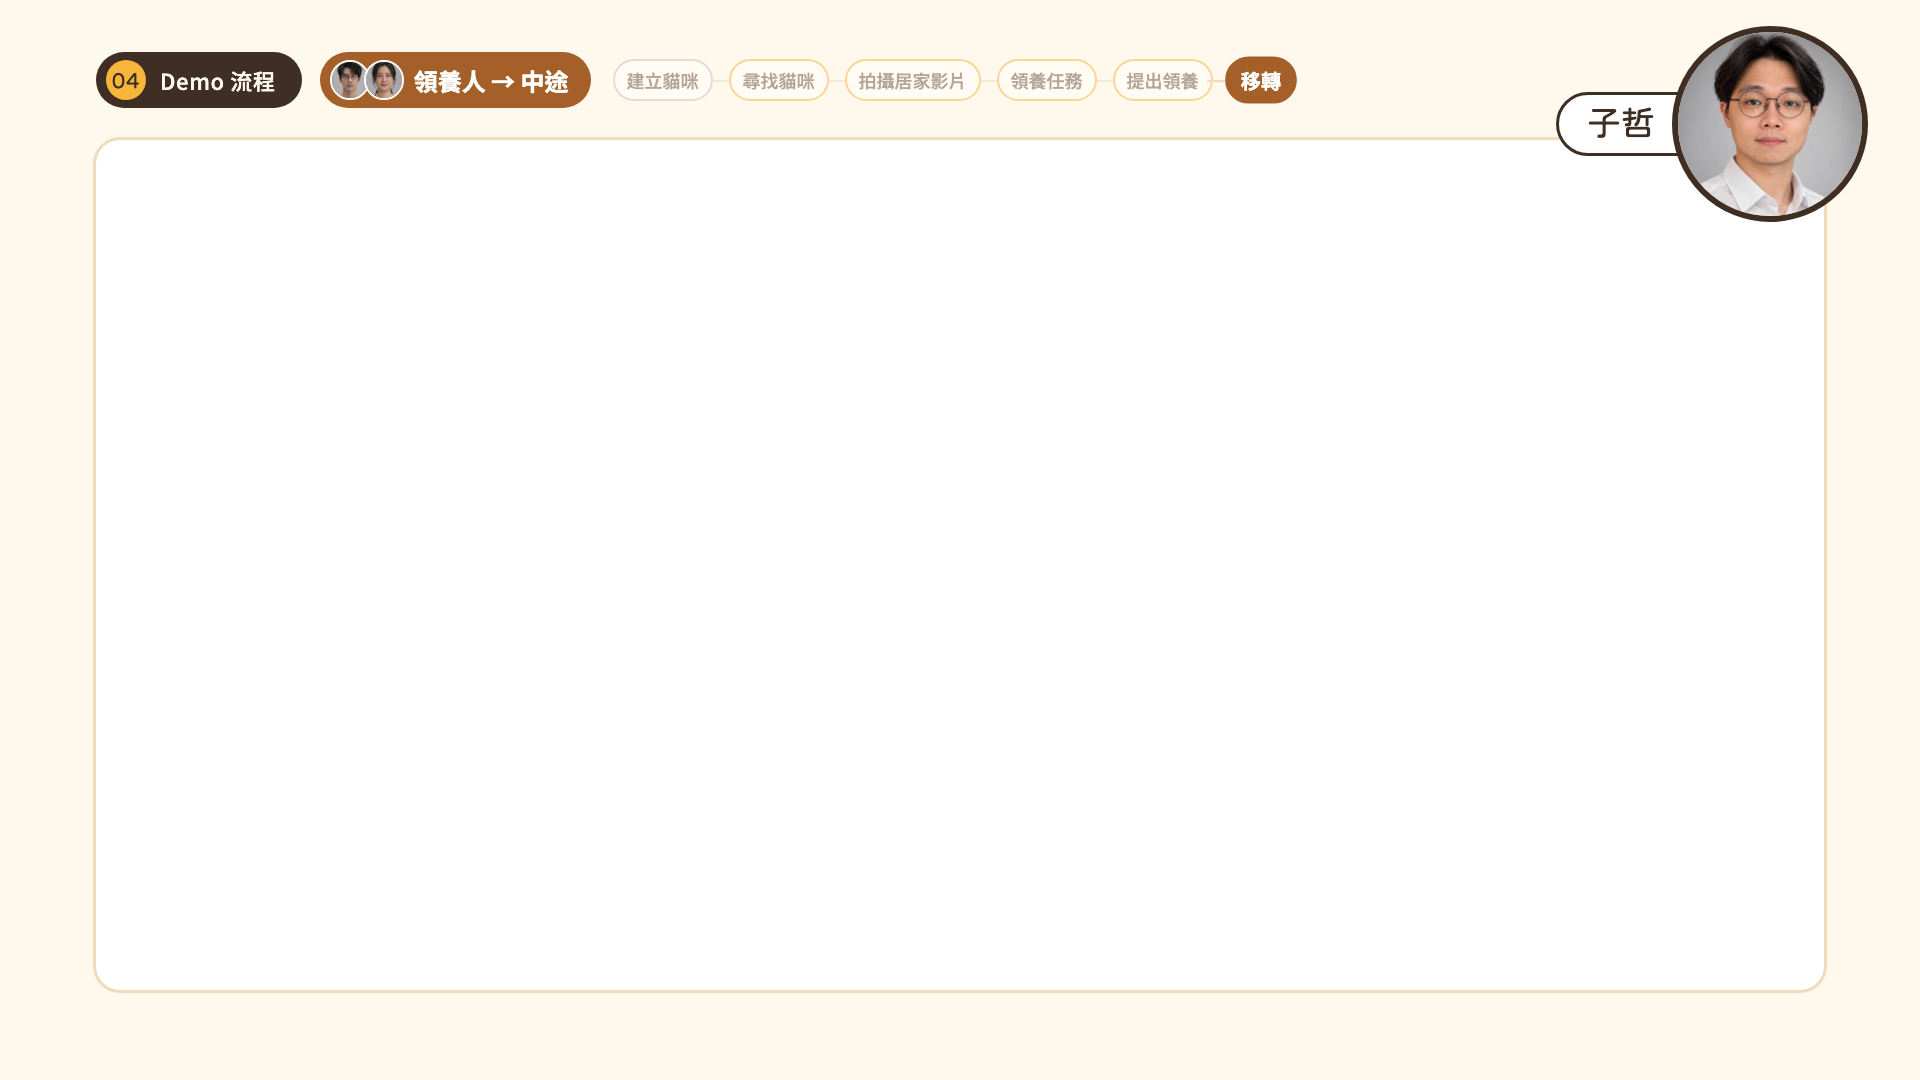 04 Demo 流程
領養人 → 中途
建立貓咪
尋找貓咪
拍攝居家影片
領養任務
提出領養
移轉
子哲